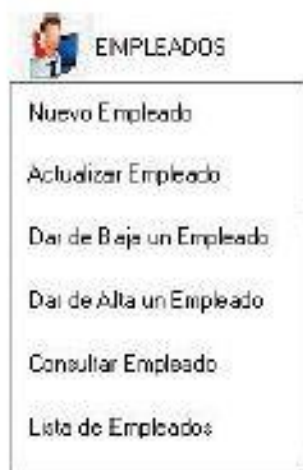 EMPLEADOS
Nuevo Empleado
Actualizar Empleado
Dar de Baja un Empleado
Dar de Alta un Empleado
Consultar Empleado
Lista de Empleados